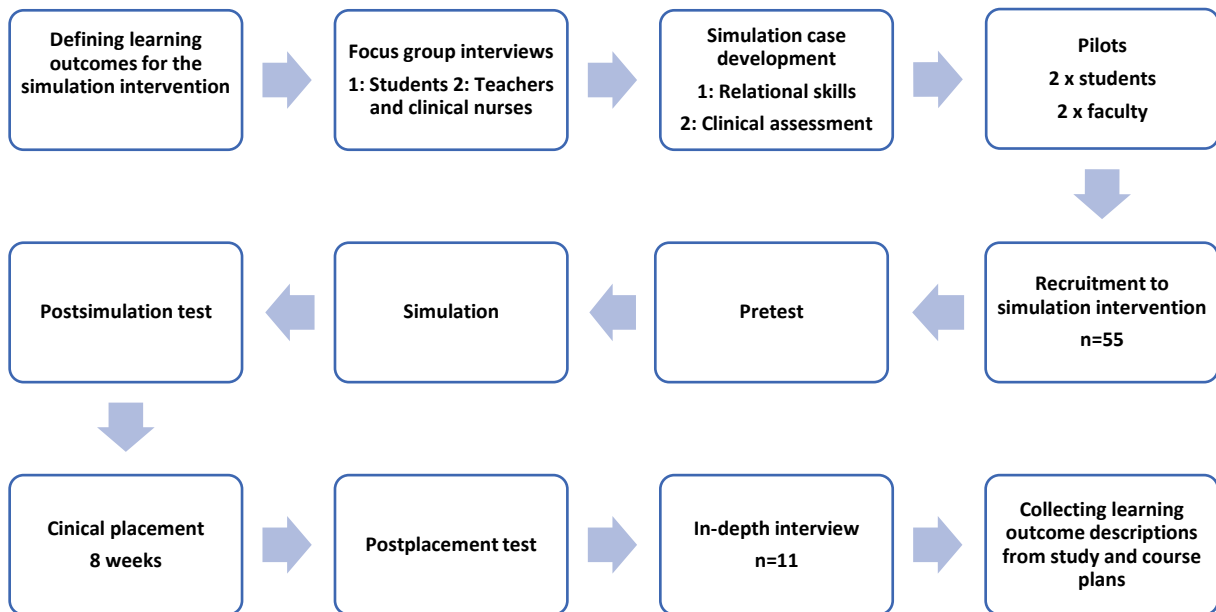 Defining learning
outcomes for the
simulation intervention
Focus group interviews
1: Students 2: Teachers
and clinical nurses
Simulation case
development
1: Relational skills
2: Clinical assessment
Pilots
2 x students
2 x faculty
Recruitment to
simulation intervention
n=55
Pretest
Simulation
Postsimulation test
Cinical placement
8 weeks
Postplacement test
In-depth interview
n=11
Collecting learning
outcome descriptions
from study and course
plans